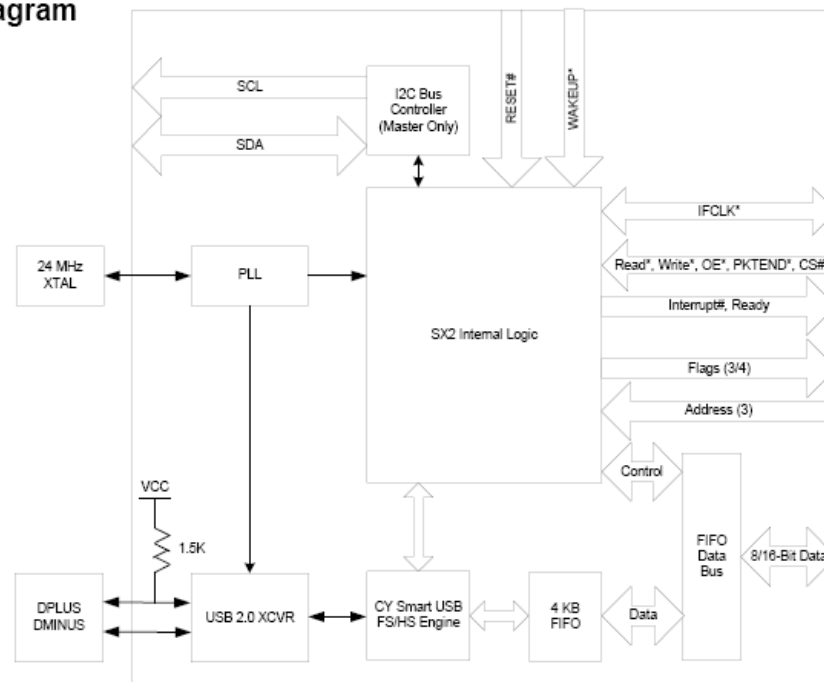 agram
SCL
I2C Bus
Controller
(Master Only)
SDA
RESET#
WAKEUP*
IFCLK*
24 MHz
XTAL
PLL
Read*, Write*, OE*, PKTEND*, CS#
Interrupt#, Ready
SX2 Internal Logic
Flags (3/4)
Address (3)
Control
VCC
1.5K
FIFO
Data
Bus
8/16-Bit Data
DPLUS
DMINUS
USB 2.0 XCVR
CY Smart USB
FS/HS Engine
4 KB
FIFO
Data